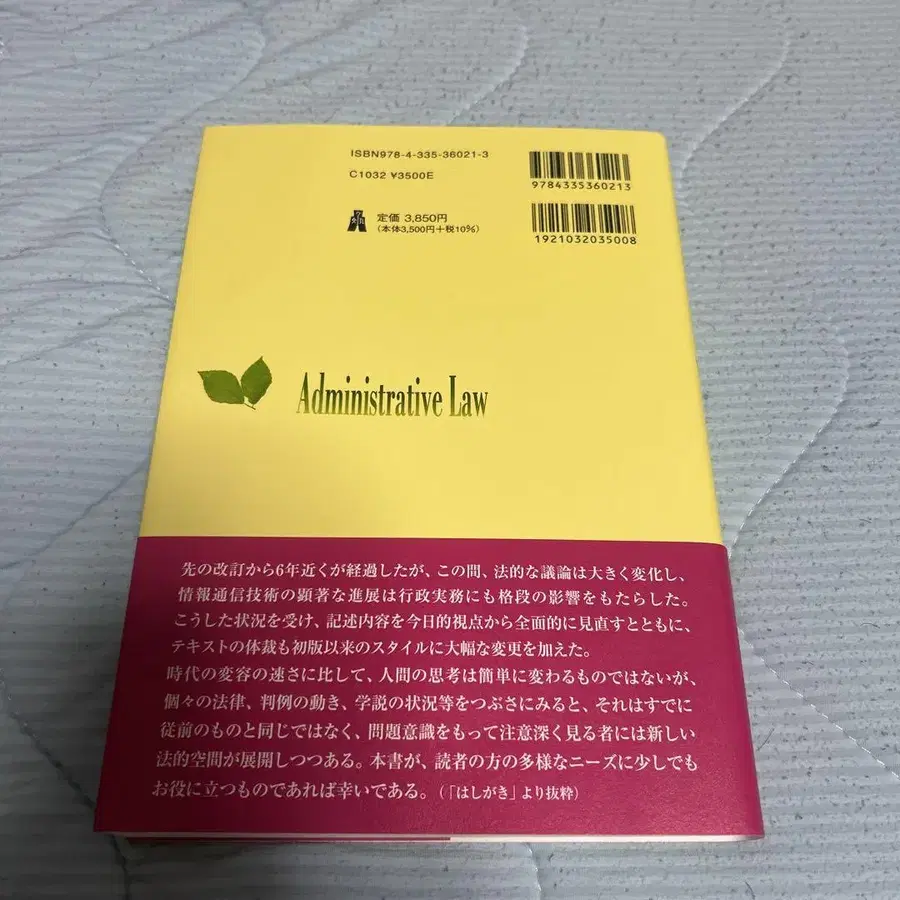 ISBN978-4-335-36021-3
C1032 ¥3500E
定価 3,850円
（本体3,500円＋税10％）
9784335360213
1921032035008
Administrative Law
先の改訂から6年近くが経過したが、この間、法的な議論は大きく変化し、
情報通信技術の顕著な進展は行政実務にも格段の影響をもたらした。
こうした状況を受け、記述内容を今日的視点から全面的に見直すとともに、
テキストの体裁も初版以来のスタイルに大幅な変更を加えた。
時代の変容の速さに比して、人間の思考は簡単に変わるものではないが、
個々の法律、判例の動き、学説の状況等をつぶさにみると、それはすでに
従前のものと同じではなく、問題意識をもって注意深く見る者には新しい
法的空間が展開しつつある。本書が、読者の方の多様なニーズに少しでも
お役に立つものであれば幸いである。（「はしがき」より抜粋）